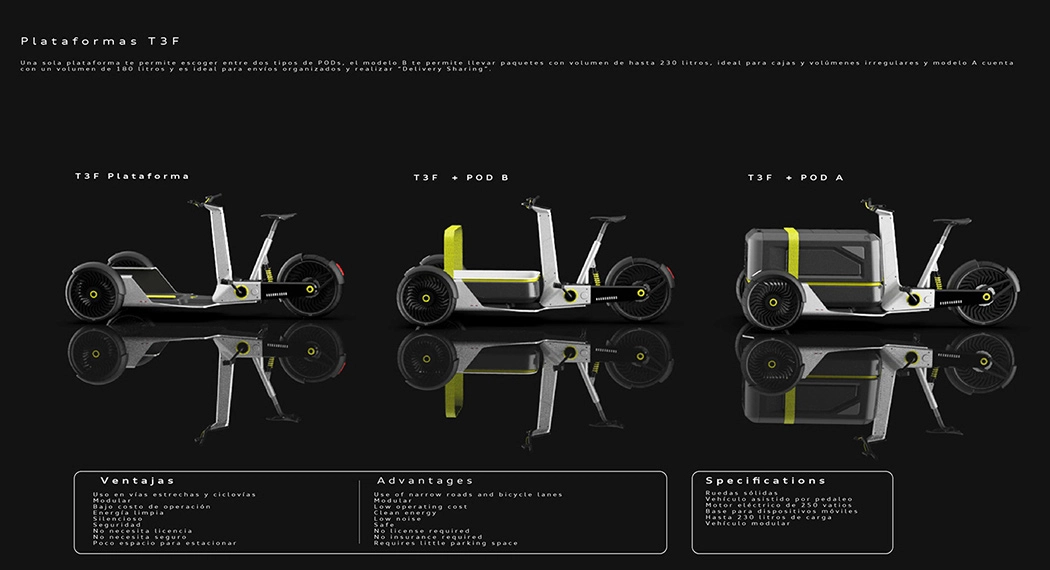 Plataformas T3F
Una sola plataforma te permite escoger entre dos tipos de PODs, el modelo B te permite llevar paquetes con volumen de hasta 230 litros, ideal para cajas y volúmenes irregulares y modelo A cuenta
con un volumen de 180 litros y es ideal para envíos organizados y realizar "Delivery Sharing".
T3F Plataforma
T3F + POD B
T3F + POD A
Ventajas
Uso en vías estrechas y ciclovías
Modular
Bajo costo de operación
Energía limpia
Silencioso
Seguridad
No necesita licencia
No necesita seguro
Poco espacio para estacionar
Advantages
Use of narrow roads and bicycle lanes
Modular
Low operating cost
Clean energy
Low noise
Safe
No license required
No insurance required
Requires little parking space
Specifications
Ruedas sólidas
Vehículo asistido por pedaleo
Motor eléctrico de 250 vatios
Base para dispositivos móviles
Hasta 230 litros de carga
Vehículo modular